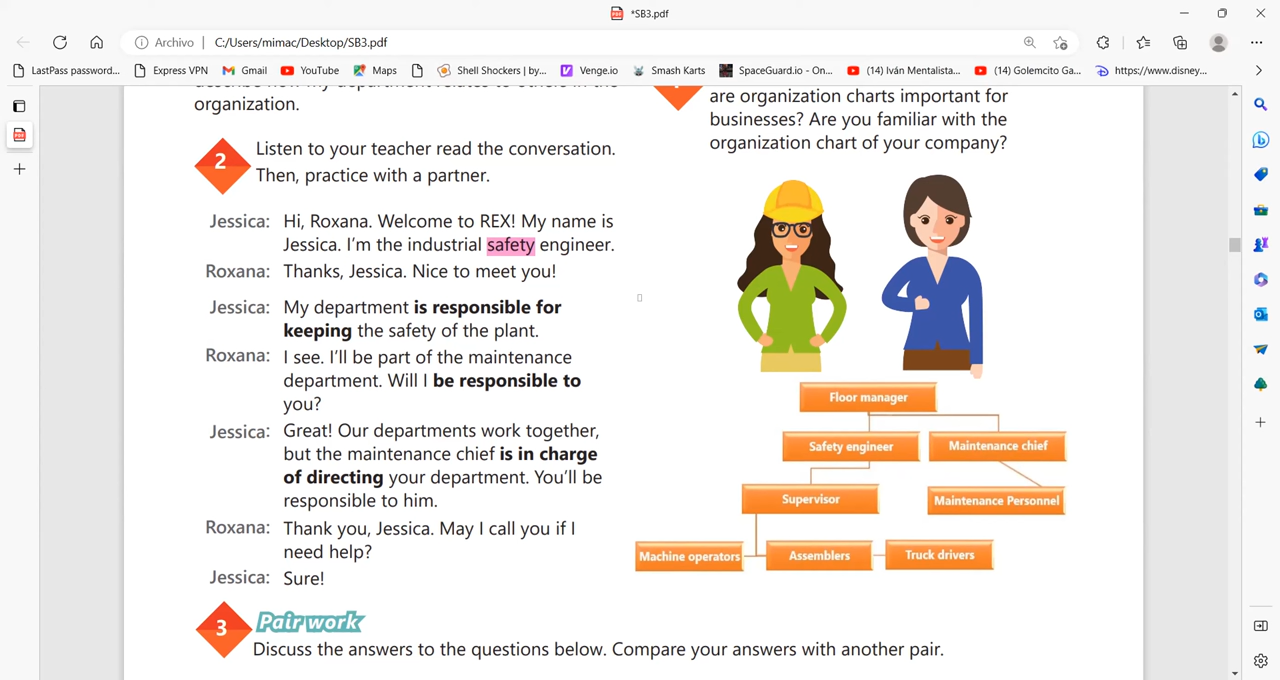 *SB3.pdf
Archivo
C:/Users/mimac/Desktop/SB3.pdf
LastPass password...
Express VPN
Gmail
YouTube
Maps
Shell Shockers | by...
Venge.io
Smash Karts
SpaceGuard.io - On...
(14) Iván Mentalista...
(14) Golemcito Ga...
https://www.disney...
organization.
2
Listen to your teacher read the conversation.
Then, practice with a partner.
Jessica: Hi, Roxana. Welcome to REX! My name is
Jessica. I'm the industrial safety engineer.
Roxana: Thanks, Jessica. Nice to meet you!
Jessica: My department is responsible for
keeping the safety of the plant.
Roxana: I see. I'll be part of the maintenance
department. Will I be responsible to
you?
Jessica: Great! Our departments work together,
but the maintenance chief is in charge
of directing your department. You'll be
responsible to him.
Roxana: Thank you, Jessica. May I call you if I
need help?
Jessica: Sure!
are organization charts important for
businesses? Are you familiar with the
organization chart of your company?
Floor manager
Safety engineer
Maintenance chief
Supervisor
Maintenance Personnel
Machine operators
Assemblers
Truck drivers
3
Pair work
Discuss the answers to the questions below. Compare your answers with another pair.